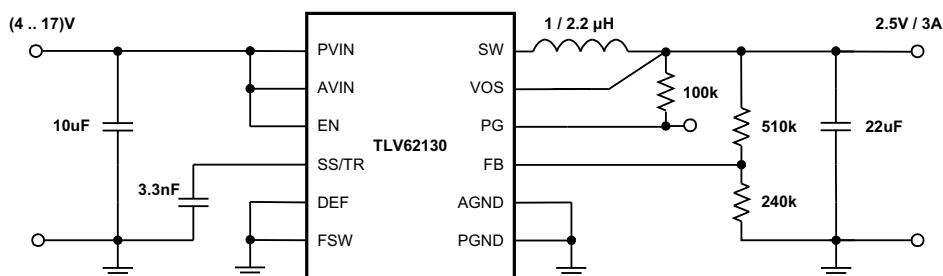 (4 .. 17)V
1 / 2.2 µH
2.5V / 3A
PVIN
SW
AVIN
VOS
100k
10uF
EN
PG
510k
22uF
TLV62130
SS/TR
FB
3.3nF
DEF
AGND
240k
FSW
PGND